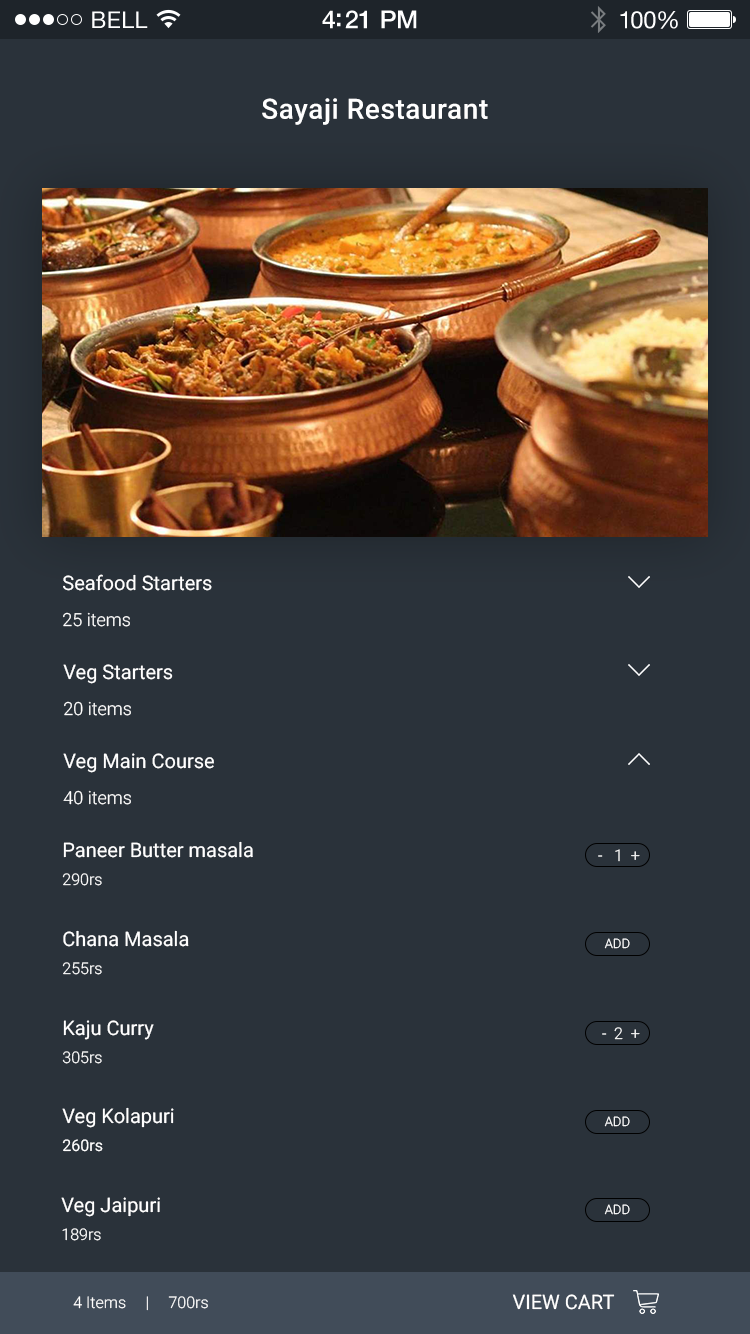 BELL 4:21 PM 100%
Sayaji Restaurant
Seafood Starters
25 items
Veg Starters
20 items
Veg Main Course
40 items
Paneer Butter masala
- 1 +
290rs
Chana Masala
ADD
255rs
Kaju Curry
- 2 +
305rs
Veg Kolapuri
ADD
260rs
Veg Jaipuri
ADD
189rs
4 Items | 700rs VIEW CART